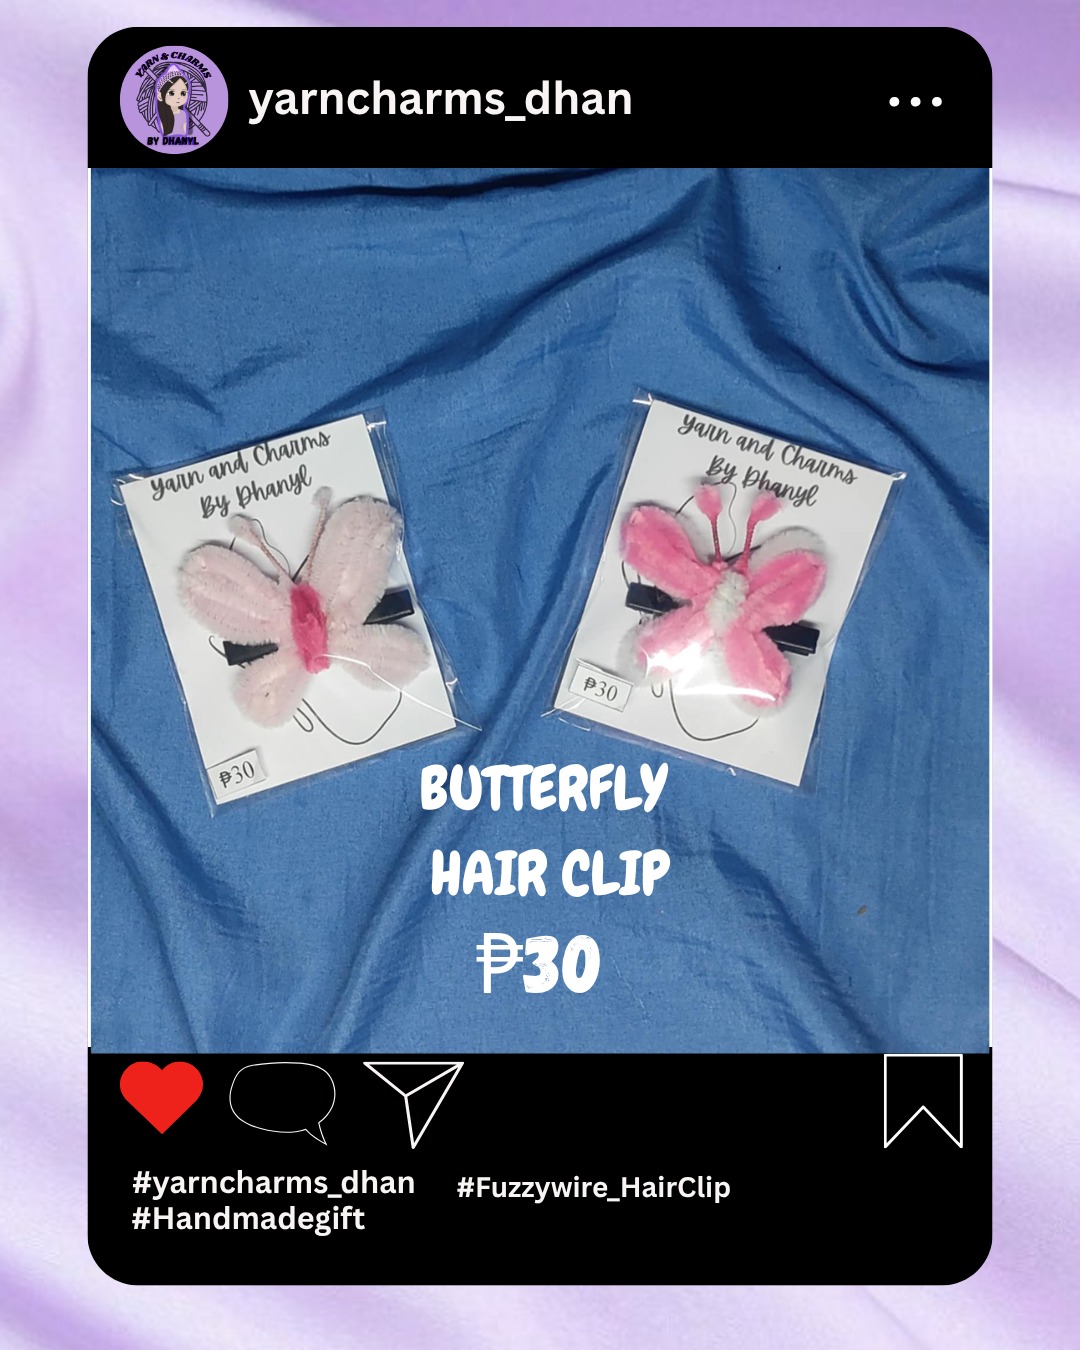 YARN & CHARMS
BY DHANYL
yarncharms_dhan
Yarn and Charms
By Dhanyl
₱30
Yarn and Charms
By Dhanyl
₱30
BUTTERFLY
HAIR CLIP
₱30
#yarncharms_dhan #Fuzzywire_HairClip
#Handmadegift